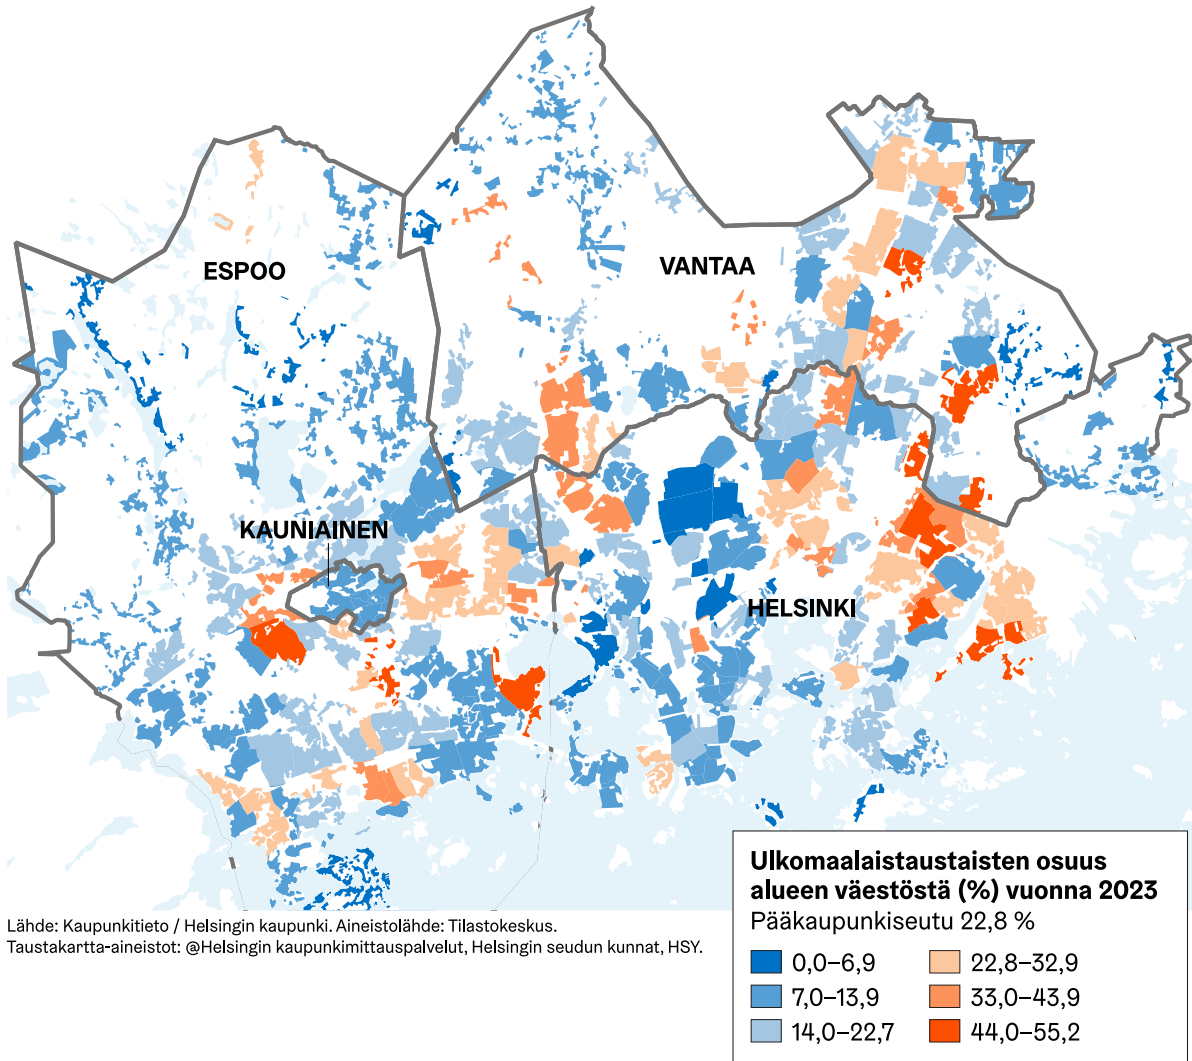 ESPOO
VANTAA
KAUNIAINEN
HELSINKI
Ulkomaalaistaustaisten osuus
alueen väestöstä (%) vuonna 2023
Pääkaupunkiseutu 22,8 %
0,0–6,9
22,8–32,9
7,0–13,9
33,0–43,9
14,0–22,7
44,0–55,2
Lähde: Kaupunkitieto / Helsingin kaupunki. Aineistolähde: Tilastokeskus.
Taustakartta-aineistot: @Helsingin kaupunkimittauspalvelut, Helsingin seudun kunnat, HSY.